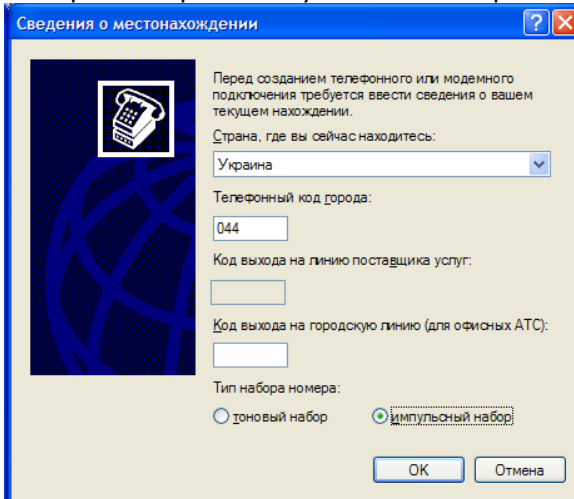 Сведения о местонахождении
Перед созданием телефонного или модемного
подключения требуется ввести сведения о вашем
текущем нахождении.
Страна, где вы сейчас находитесь:
Украина
Телефонный код города:
044
Код выхода на линию поставщика услуг:
Код выхода на городскую линию (для офисных АТС):
Тип набора номера:
тоновый набор импульсный набор
ОК Отмена